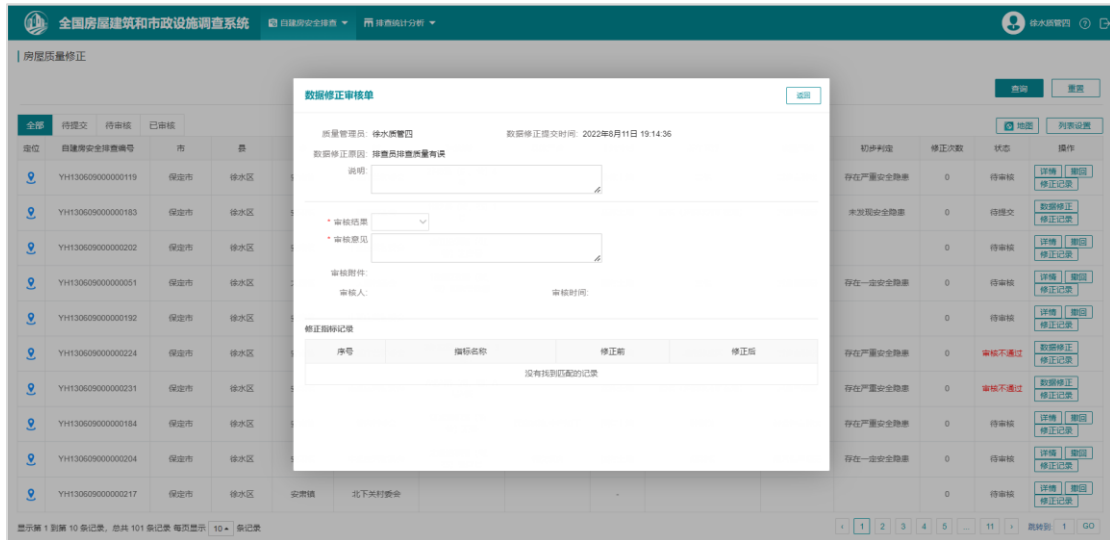 全国房屋建筑和市政设施调查系统 自建房安全排查 排查统计分析 徐水质管四
房屋质量修正
查询 重置
全部 待提交 待审核 已审核 地图 列表设置
定位 自建房安全排查编号 市 县 初步判定 修正次数 状态 操作
YH130609000000119 保定市 徐水区 存在严重安全隐患 0 待审核 详情 撤回 修正记录
YH130609000000183 保定市 徐水区 未发现安全隐患 0 待提交 数据修正 修正记录
YH130609000000202 保定市 徐水区 0 待审核 详情 撤回 修正记录
YH130609000000051 保定市 徐水区 存在一定安全隐患 0 待审核 详情 撤回 修正记录
YH130609000000192 保定市 徐水区 0 待审核 详情 撤回 修正记录
YH130609000000224 保定市 徐水区 存在严重安全隐患 0 审核不通过 数据修正 修正记录
YH130609000000231 保定市 徐水区 存在严重安全隐患 0 审核不通过 数据修正 修正记录
YH130609000000184 保定市 徐水区 存在严重安全隐患 0 待审核 详情 撤回 修正记录
YH130609000000204 保定市 徐水区 存在一定安全隐患 0 待审核 详情 撤回 修正记录
YH130609000000217 保定市 徐水区 安肃镇 北下关村委会 - 0 待审核 详情 撤回 修正记录
显示第 1 到第 10 条记录，总共 101 条记录 每页显示 10 条记录 ‹ 1 2 3 4 5 ... 11 › 跳转到 1 GO
数据修正审核单 返回
质量管理员: 徐水质管四 数据修正提交时间: 2022年8月11日 19:14:36
数据修正原因: 排查员排查质量有误
说明:
* 审核结果
* 审核意见
审核附件:
审核人: 审核时间:
修正指标记录
序号 指标名称 修正前 修正后
没有找到匹配的记录